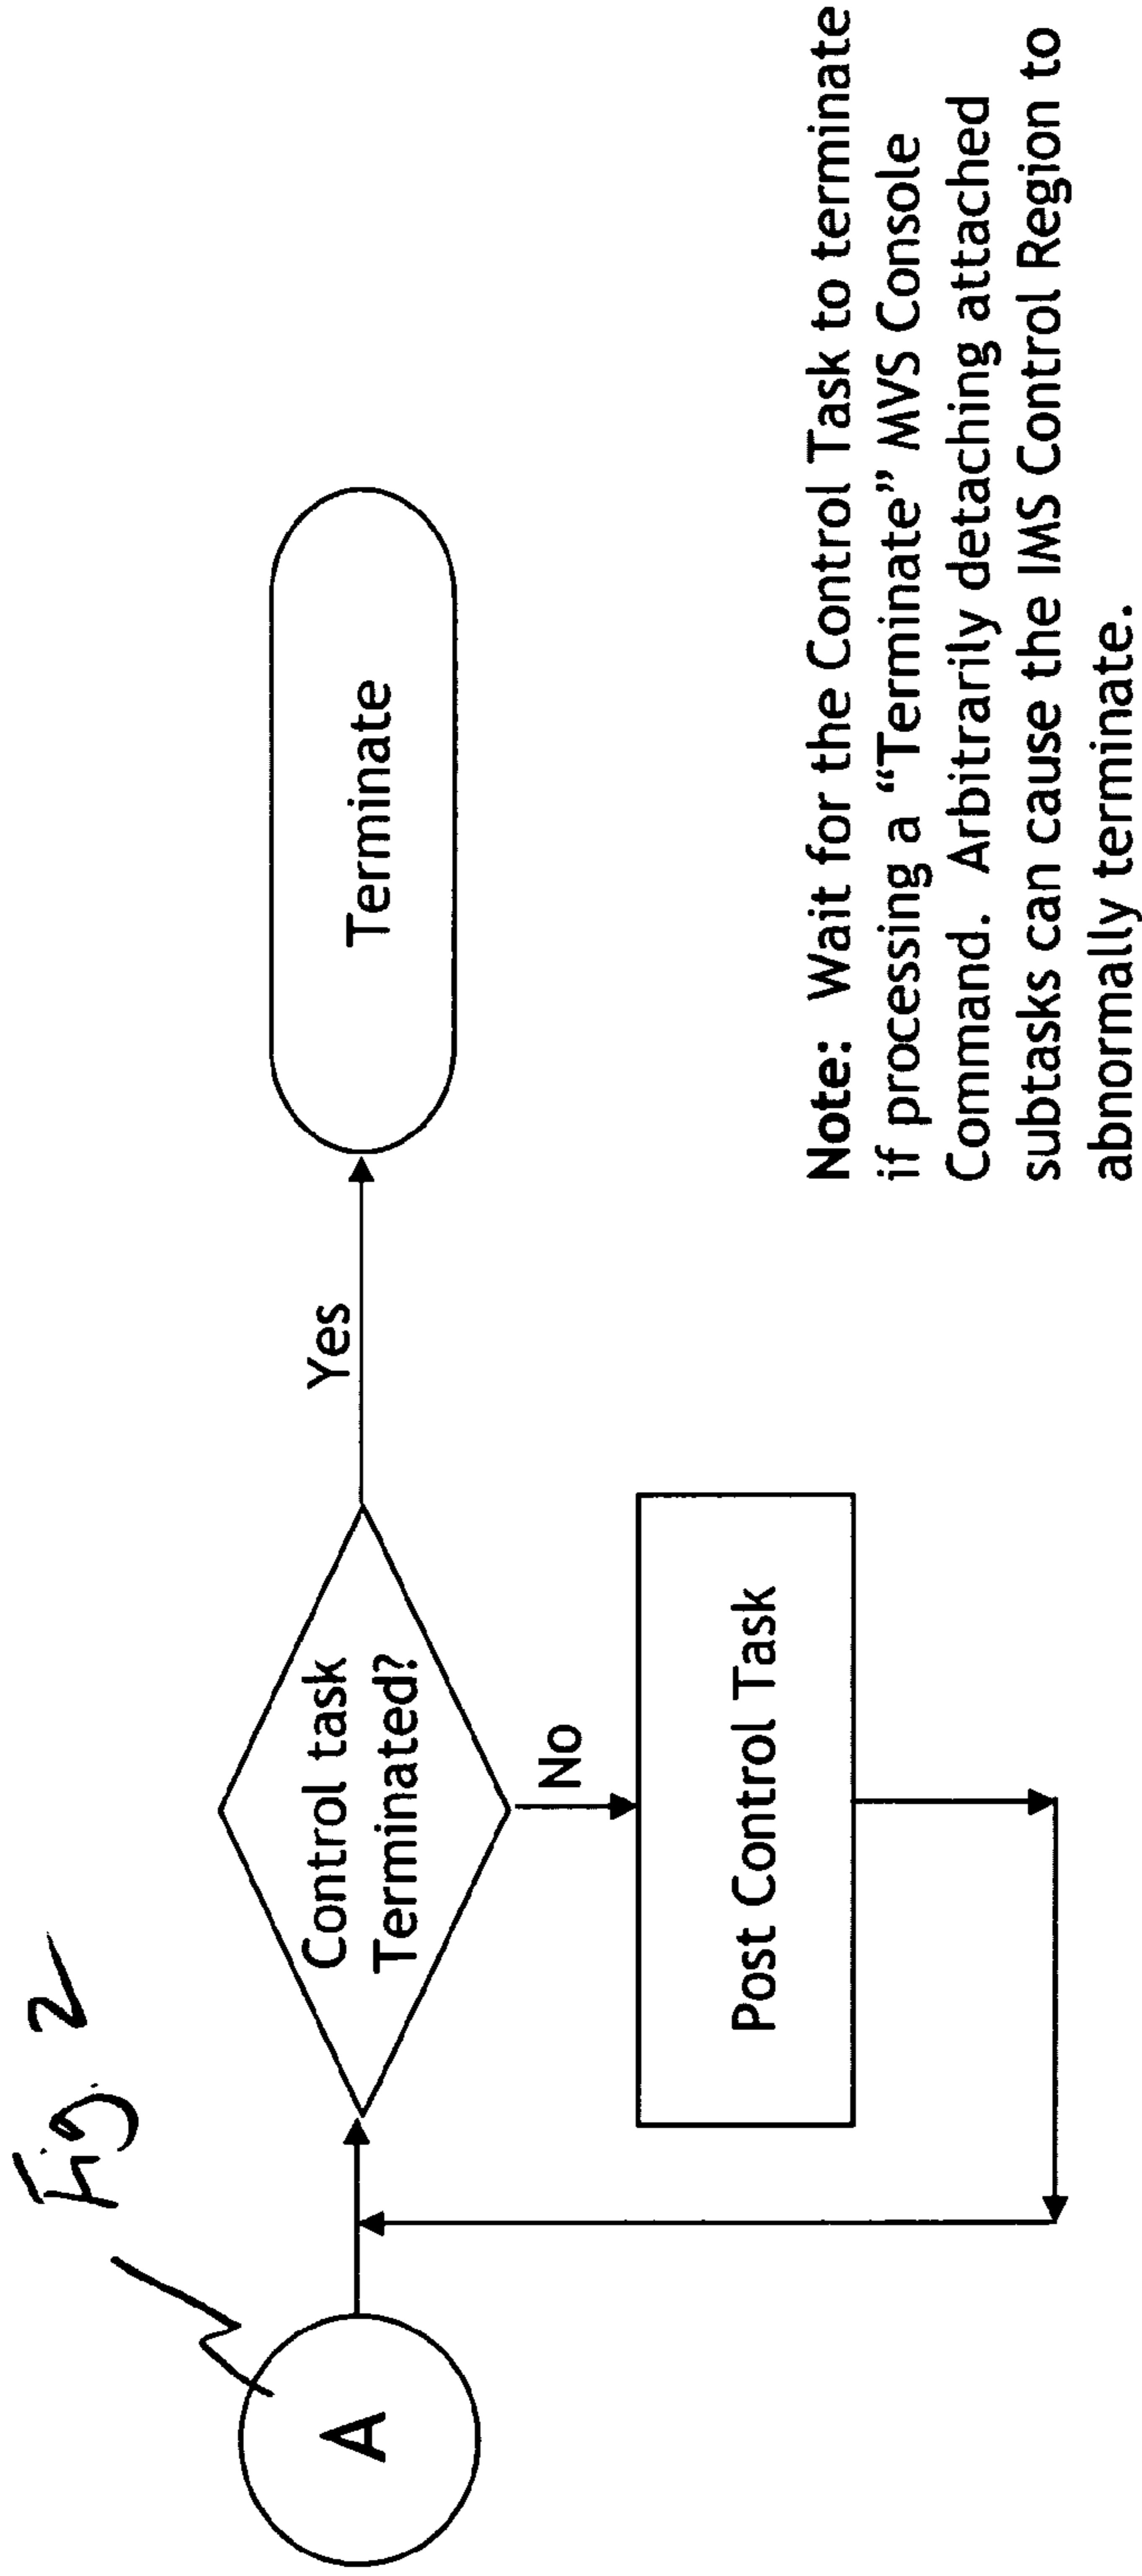 Fig. 2
A
Control task
Terminated?
Yes
Terminate
No
Post Control Task
Note: Wait for the Control Task to terminate
if processing a “Terminate” MVS Console
Command. Arbitrarily detaching attached
subtasks can cause the IMS Control Region to
abnormally terminate.